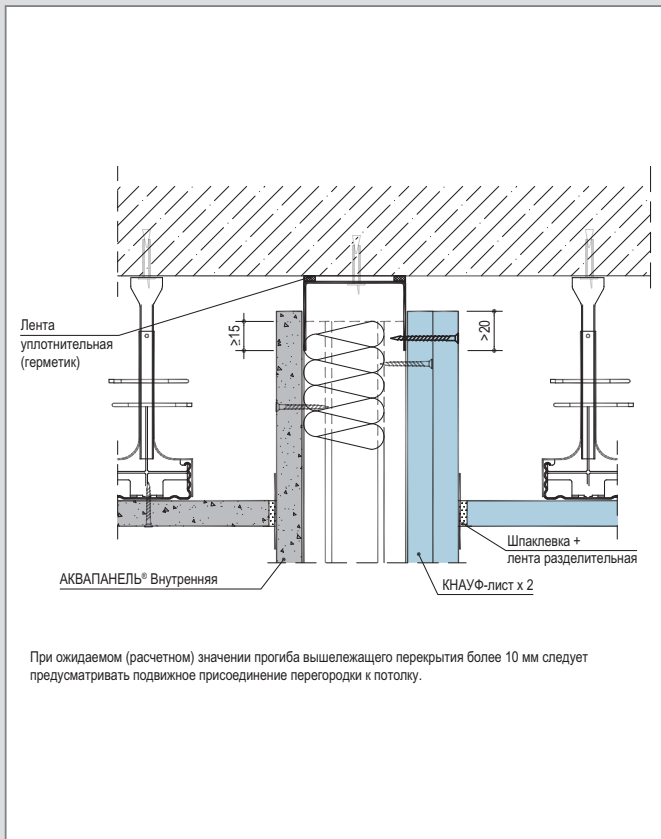 Лента
уплотнительная
(герметик)
≥15
>20
Шпаклевка +
лента разделительная
АКВАПАНЕЛЬ® Внутренняя
КНАУФ-лист х 2
При ожидаемом (расчетном) значении прогиба вышележащего перекрытия более 10 мм следует
предусматривать подвижное присоединение перегородки к потолку.